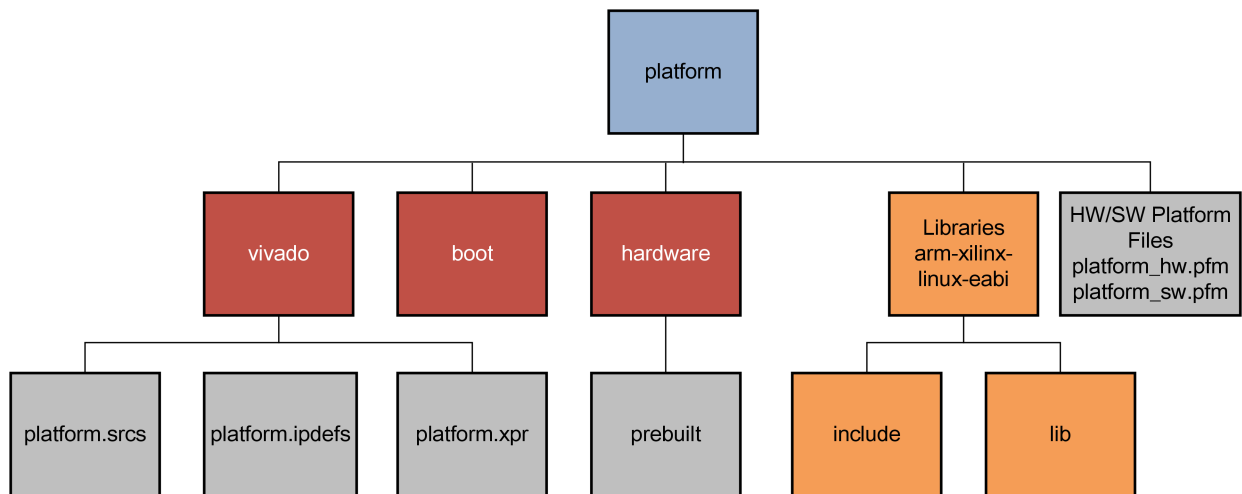 platform
vivado
boot
hardware
Libraries
arm-xilinx-
linux-eabi
HW/SW Platform
Files
platform_hw.pfm
platform_sw.pfm
platform.srcs
platform.ipdefs
platform.xpr
prebuilt
include
lib